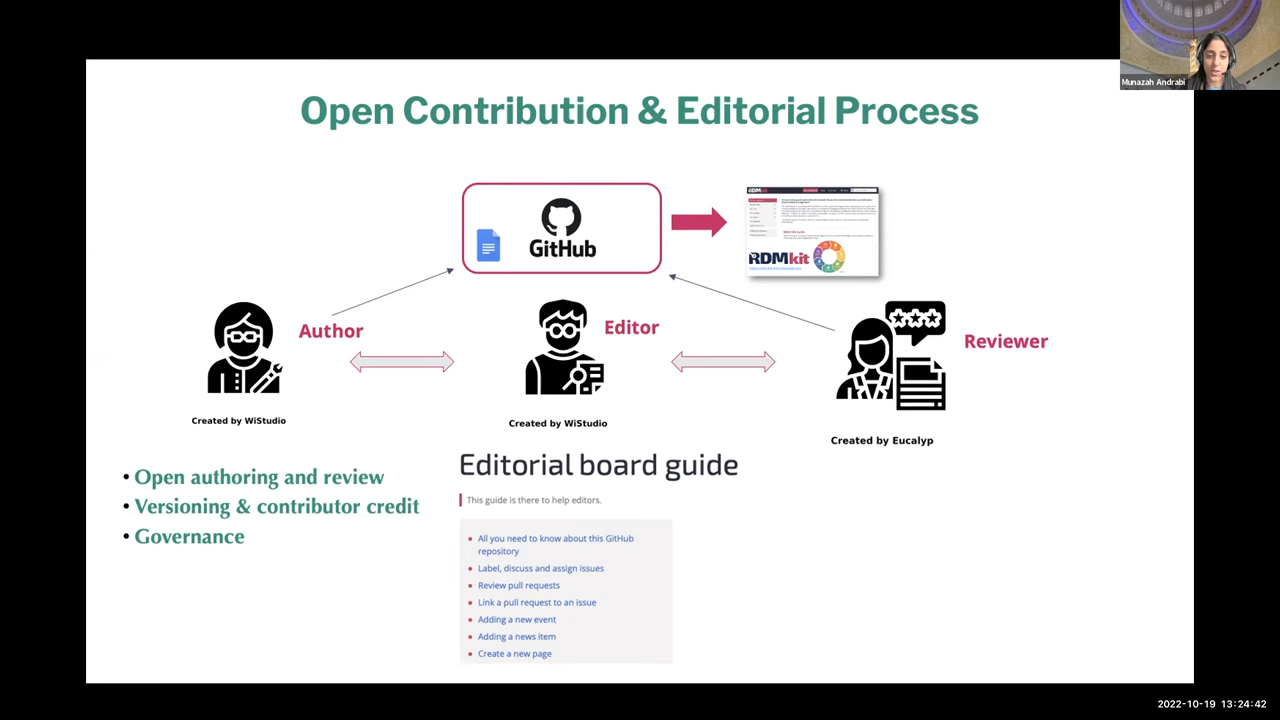 Munazah Andrabi
Open Contribution & Editorial Process
GitHub
RDMkit
Author
Editor
Reviewer
Created by WiStudio
Created by WiStudio
Created by Eucalyp
Open authoring and review
Versioning & contributor credit
Governance
Editorial board guide
This guide is there to help editors.
All you need to know about this GitHub
repository
Label, discuss and assign issues
Review pull requests
Link a pull request to an issue
Adding a new event
Adding a news item
Create a new page
2022-10-19 13:24:42